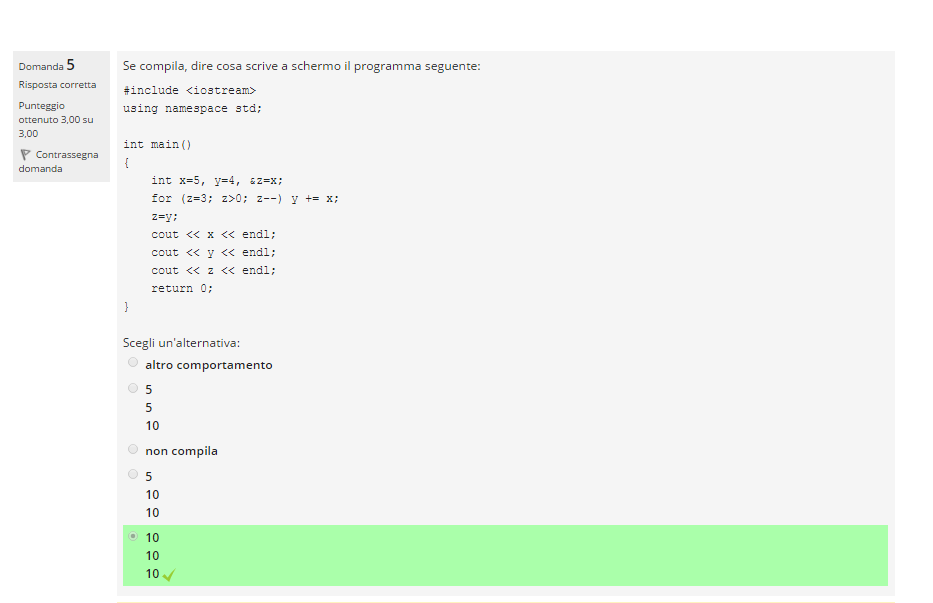 Domanda 5
Risposta corretta
Punteggio
ottenuto 3,00 su
3,00
Contrassegna
domanda
Se compila, dire cosa scrive a schermo il programma seguente:
#include <iostream>
using namespace std;
int main()
{
int x=5, y=4, &z=x;
for (z=3; z>0; z--) y += x;
z=y;
cout << x << endl;
cout << y << endl;
cout << z << endl;
return 0;
}
Scegli un'alternativa:
altro comportamento
5
5
10
non compila
5
10
10
10
10
10